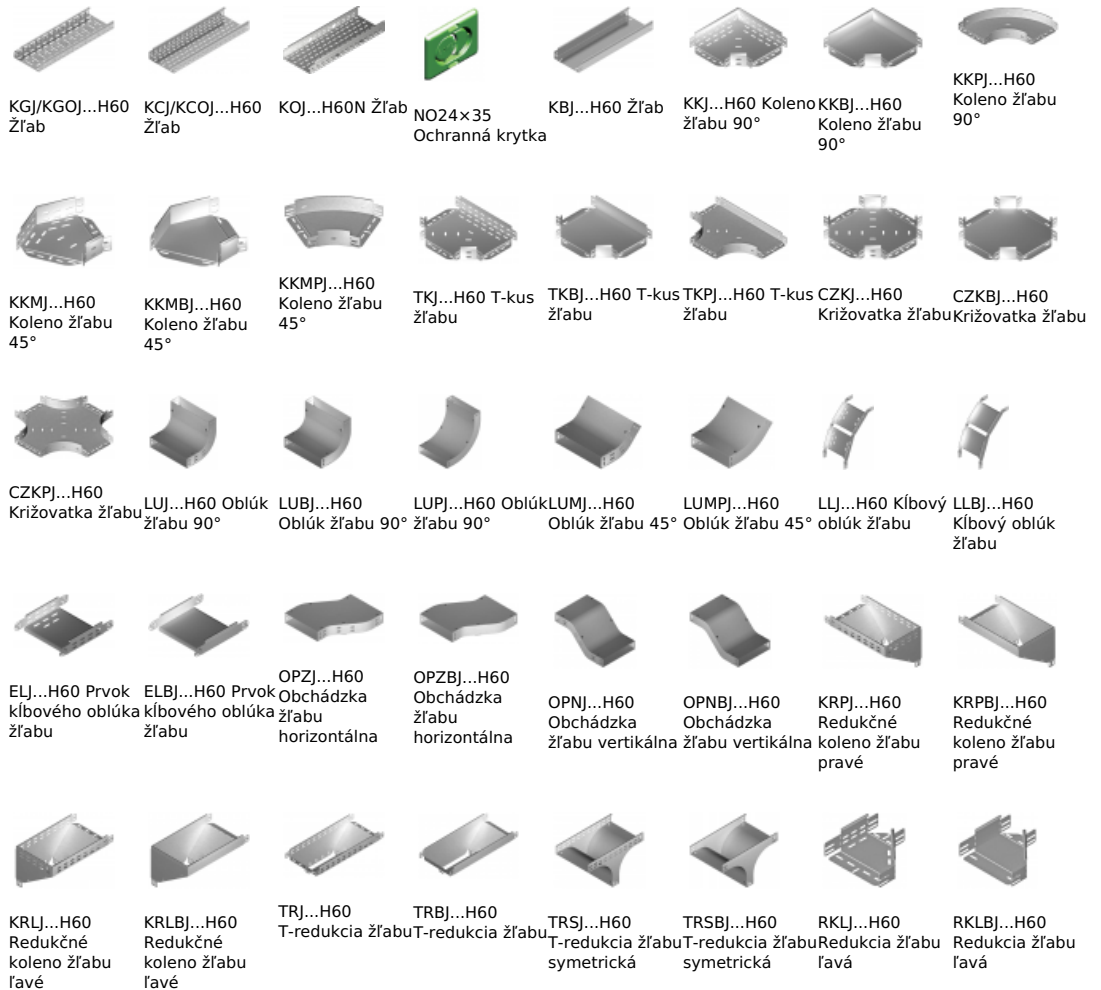 KGJ/KGOJ...H60
Žľab
KCJ/KCOJ...H60
Žľab
KOJ...H60N Žľab
NO24×35
Ochranná krytka
KBJ...H60 Žľab
KKJ...H60 Koleno
žľabu 90°
KKBJ...H60
Koleno žľabu
90°
KKPJ...H60
Koleno žľabu
90°
KKMJ...H60
Koleno žľabu
45°
KKMBJ...H60
Koleno žľabu
45°
KKMPJ...H60
Koleno žľabu
45°
TKJ...H60 T-kus
žľabu
TKBJ...H60 T-kus
žľabu
TKPJ...H60 T-kus
žľabu
CZKJ...H60
Križovatka žľabu
CZKBJ...H60
Križovatka žľabu
CZKPJ...H60
Križovatka žľabu
LUJ...H60 Oblúk
žľabu 90°
LUBJ...H60
Oblúk žľabu 90°
LUPJ...H60 Oblúk
žľabu 90°
LUMJ...H60
Oblúk žľabu 45°
LUMPJ...H60
Oblúk žľabu 45°
LLJ...H60 Kĺbový
oblúk žľabu
LLBJ...H60
Kĺbový oblúk
žľabu
ELJ...H60 Prvok
kĺbového oblúka
žľabu
ELBJ...H60 Prvok
kĺbového oblúka
žľabu
OPZJ...H60
Obchádzka
žľabu
horizontálna
OPZBJ...H60
Obchádzka
žľabu
horizontálna
OPNJ...H60
Obchádzka
žľabu vertikálna
OPNBJ...H60
Obchádzka
žľabu vertikálna
KRPJ...H60
Redukčné
koleno žľabu
pravé
KRPBJ...H60
Redukčné
koleno žľabu
pravé
KRLJ...H60
Redukčné
koleno žľabu
ľavé
KRLBJ...H60
Redukčné
koleno žľabu
ľavé
TRJ...H60
T-redukcia žľabu
TRBJ...H60
T-redukcia žľabu
TRSJ...H60
T-redukcia žľabu
symetrická
TRSBJ...H60
T-redukcia žľabu
symetrická
RKLJ...H60
Redukcia žľabu
ľavá
RKLBJ...H60
Redukcia žľabu
ľavá